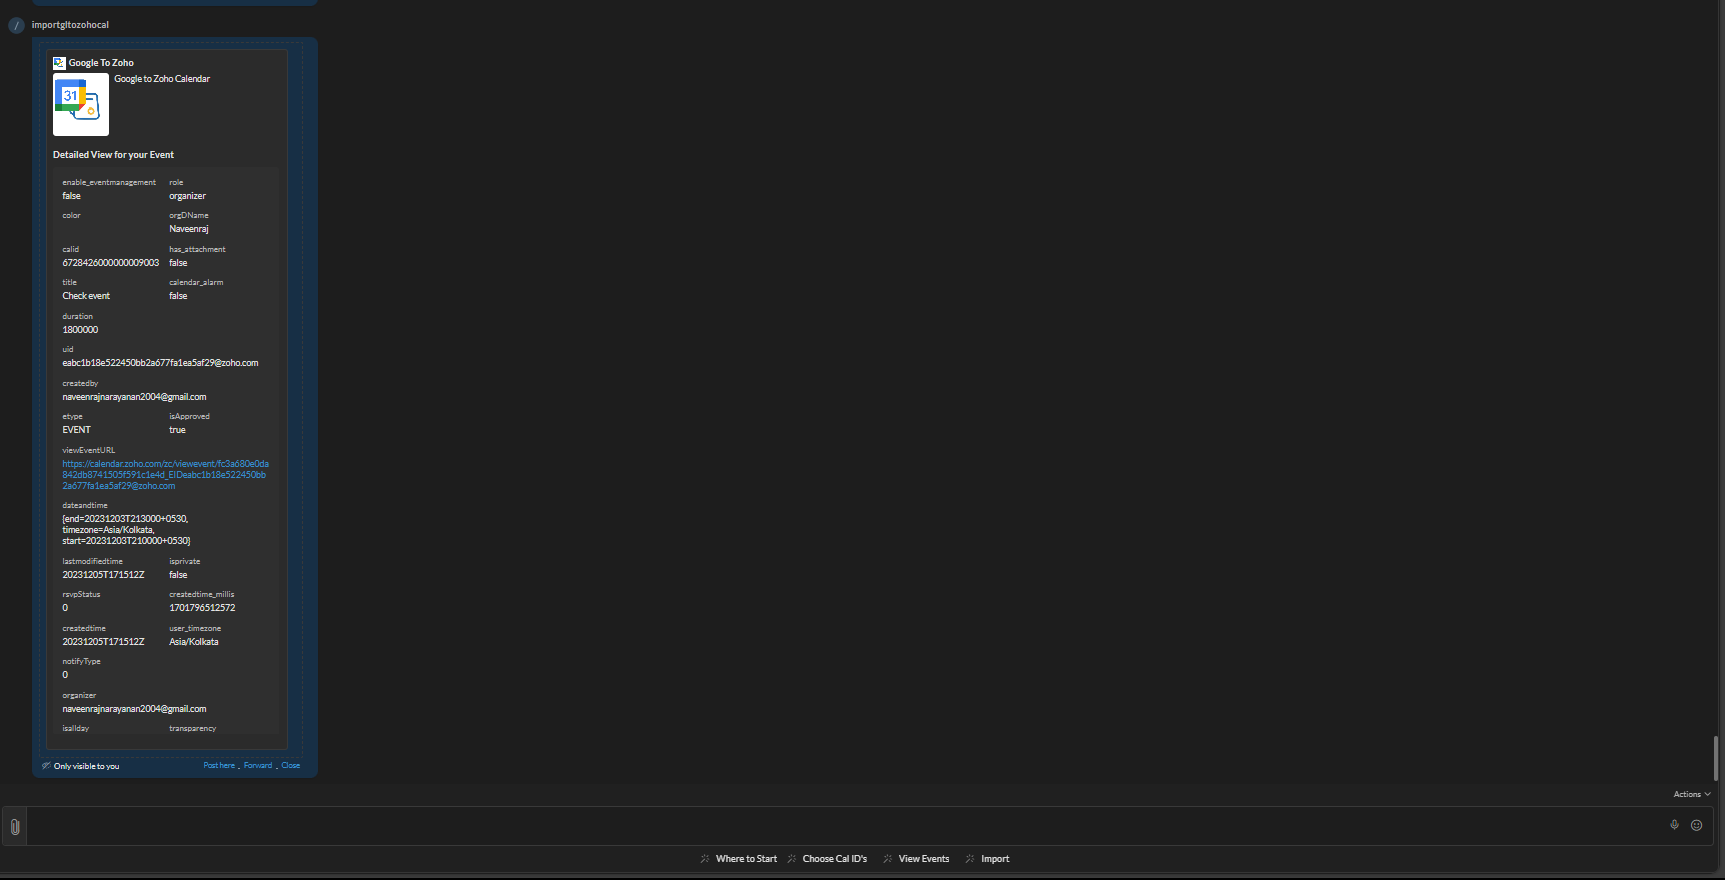 / importgltozohocal
Google To Zoho
31
Google to Zoho Calendar
Detailed View for your Event
enable_eventmanagement role
false organizer
color orgDName
Naveenraj
calid has_attachment
6728426000000009003 false
title calendar_alarm
Check event false
duration
1800000
uid
eabc1b18e522450bb2a677fa1ea5af29@zoho.com
createdby
naveenrajnarayanan2004@gmail.com
etype isApproved
EVENT true
viewEventURL
https://calendar.zoho.com/zc/viewevent/fc3a680e0da
842db8741505f591c1e4d_EIDeabc1b18e522450bb
2a677fa1ea5af29@zoho.com
dateandtime
{end=20231203T213000+0530,
timezone=Asia/Kolkata,
start=20231203T210000+0530}
lastmodifiedtime isprivate
20231205T171512Z false
rsvpStatus createdtime_millis
0 1701796512572
createdtime user_timezone
20231205T171512Z Asia/Kolkata
notifyType
0
organizer
naveenrajnarayanan2004@gmail.com
isallday transparency
Only visible to you Post here . Forward . Close
Actions
Where to Start Choose Cal ID's View Events Import